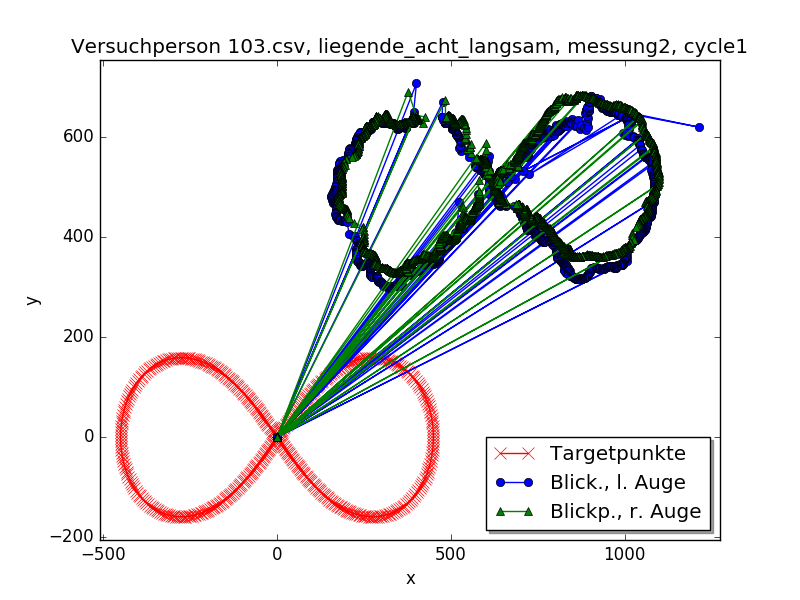 Versuchperson 103.csv, liegende_acht_langsam, messung2, cycle1
y
600
400
200
0
−200
−500
0
500
1000
x
Targetpunkte
Blick., l. Auge
Blickp., r. Auge